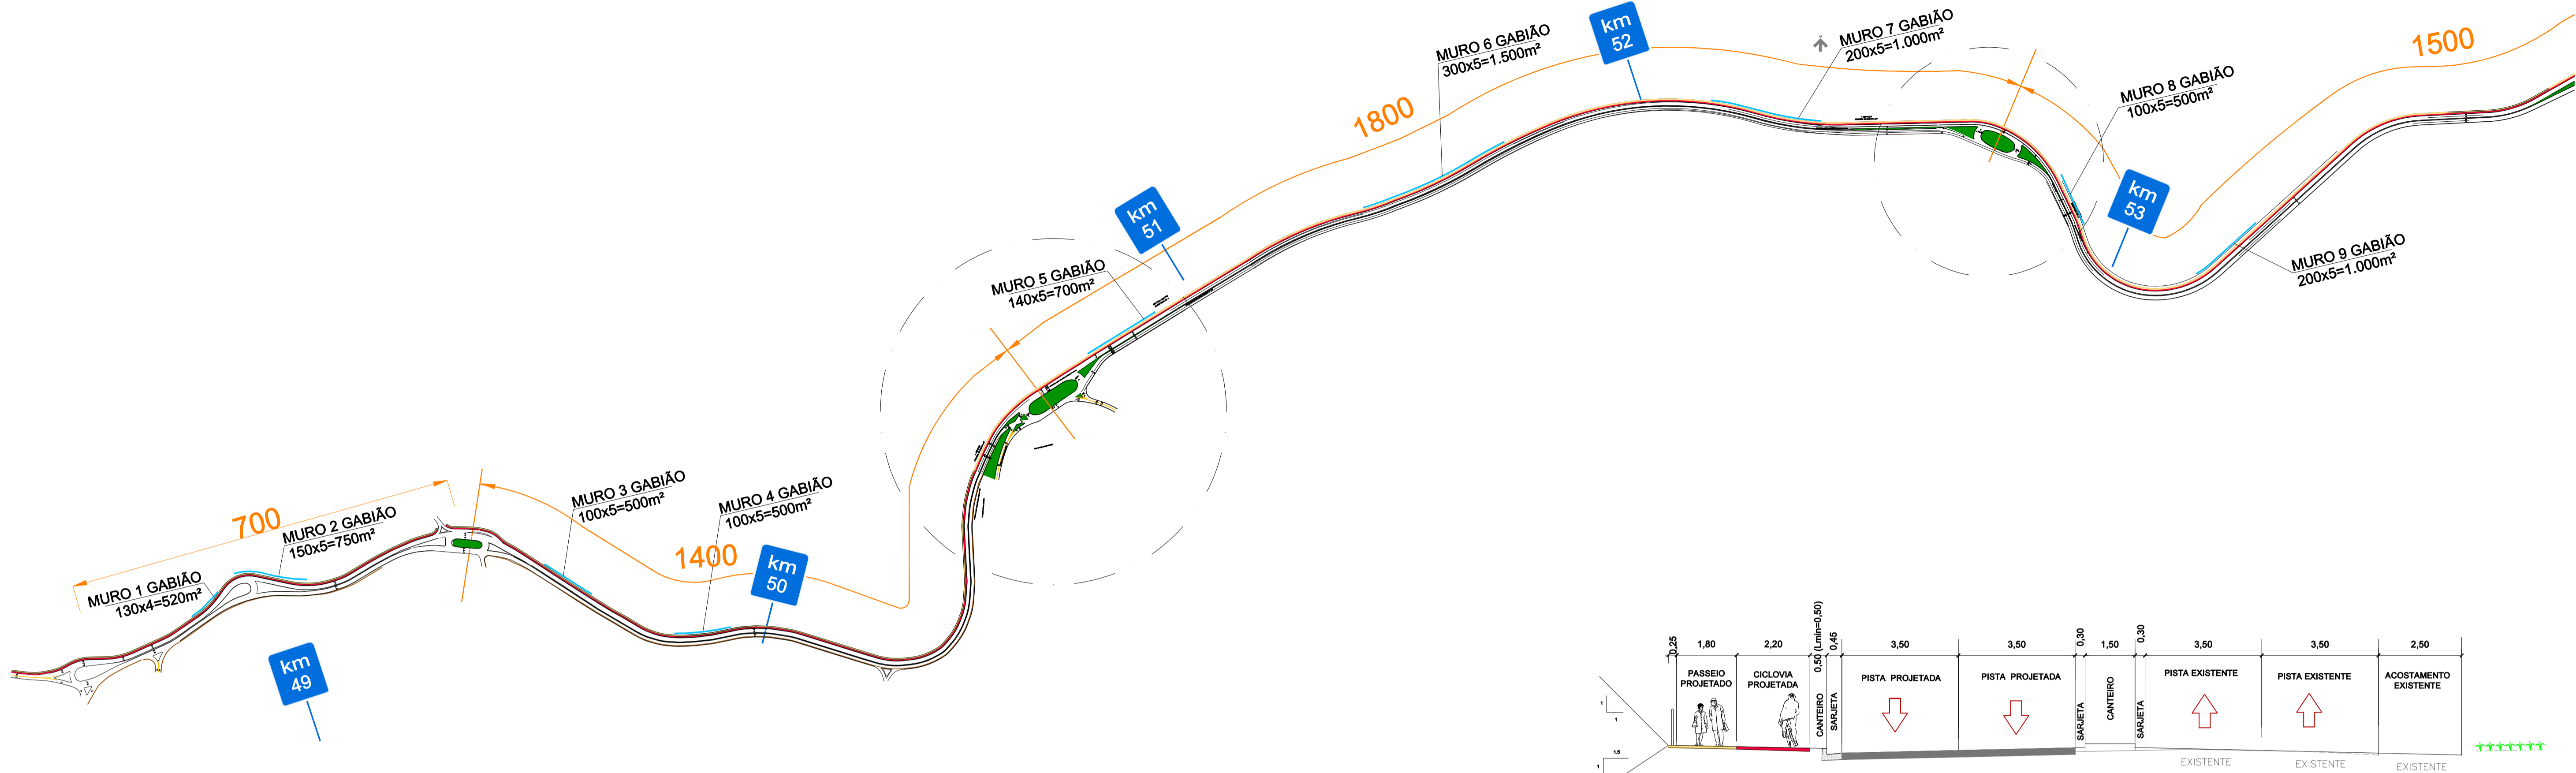 700
MURO 1 GABIÃO
130x4=520m²
MURO 2 GABIÃO
150x5=750m²
km
49
MURO 3 GABIÃO
100x5=500m²
1400
MURO 4 GABIÃO
100x5=500m²
km
50
MURO 5 GABIÃO
140x5=700m²
km
51
1800
MURO 6 GABIÃO
300x5=1.500m²
km
52
MURO 7 GABIÃO
200x5=1.000m²
MURO 8 GABIÃO
100x5=500m²
km
53
1500
MURO 9 GABIÃO
200x5=1.000m²
0,25
1,80
2,20
0,50 (Lmin=0,50)
0,45
3,50
3,50
0,30
1,50
0,30
3,50
3,50
2,50
PASSEIO
PROJETADO
CICLOVIA
PROJETADA
CANTEIRO
SARJETA
PISTA PROJETADA
PISTA PROJETADA
SARJETA
CANTEIRO
SARJETA
PISTA EXISTENTE
PISTA EXISTENTE
ACOSTAMENTO
EXISTENTE
1
1
1.5
1
EXISTENTE
EXISTENTE
EXISTENTE